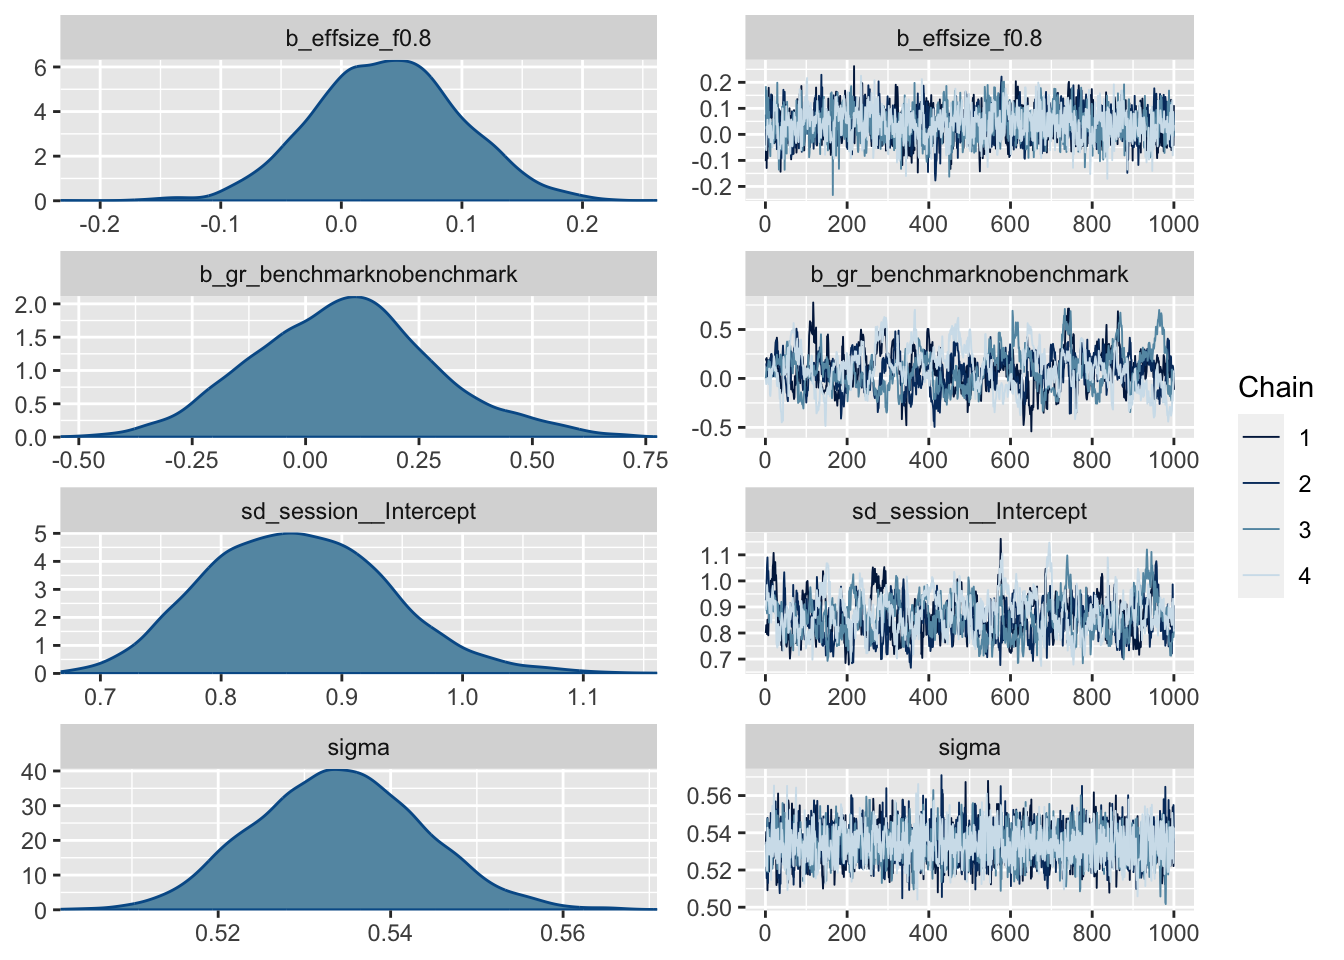 b_effsize_f0.8
0
2
4
6
-0.2 -0.1 0.0 0.1 0.2
b_effsize_f0.8
0.2
0.1
0.0
-0.1
-0.2
0 200 400 600 800 1000
b_gr_benchmarknobenchmark
2.0
1.5
1.0
0.5
0.0
-0.50 -0.25 0.00 0.25 0.50 0.75
b_gr_benchmarknobenchmark
0.5
0.0
-0.5
0 200 400 600 800 1000
sd_session__Intercept
5
4
3
2
1
0
0.7 0.8 0.9 1.0 1.1
sd_session__Intercept
1.1
1.0
0.9
0.8
0.7
0 200 400 600 800 1000
sigma
40
30
20
10
0
0.52 0.54 0.56
sigma
0.56
0.54
0.52
0.50
0 200 400 600 800 1000
Chain
1
2
3
4